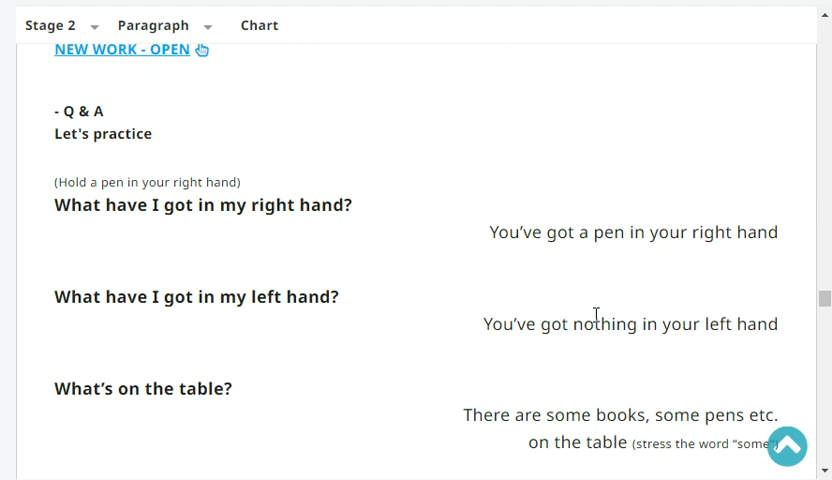 Stage 2 Paragraph Chart
NEW WORK - OPEN
- Q & A
Let's practice
(Hold a pen in your right hand)
What have I got in my right hand?
You've got a pen in your right hand
What have I got in my left hand?
You've got nothing in your left hand
What's on the table?
There are some books, some pens etc.
on the table (stress the word "some")